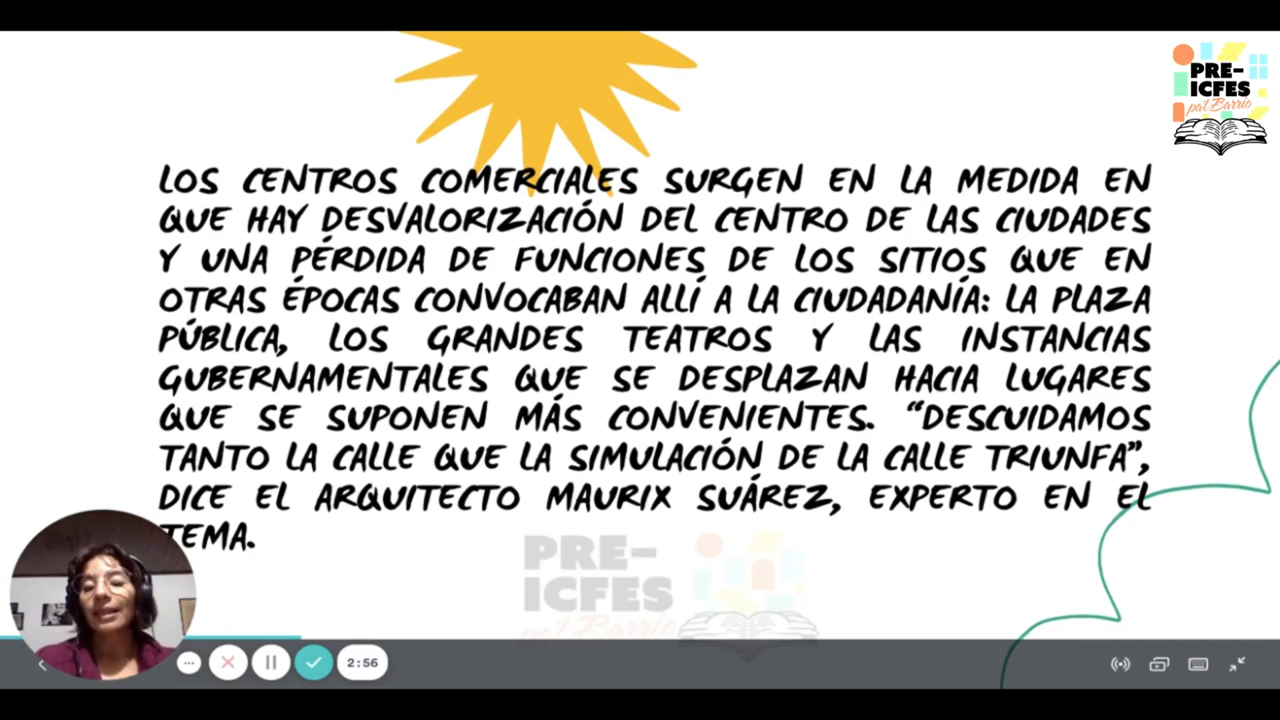 PRE-
ICFES
pa'l Barrio
LOS CENTROS COMERCIALES SURGEN EN LA MEDIDA EN
QUE HAY DESVALORIZACIÓN DEL CENTRO DE LAS CIUDADES
Y UNA PÉRDIDA DE FUNCIONES DE LOS SITIOS QUE EN
OTRAS ÉPOCAS CONVOCABAN ALLÍ A LA CIUDADANÍA: LA PLAZA
PÚBLICA, LOS GRANDES TEATROS Y LAS INSTANCIAS
GUBERNAMENTALES QUE SE DESPLAZAN HACIA LUGARES
QUE SE SUPONEN MÁS CONVENIENTES. “DESCUIDAMOS
TANTO LA CALLE QUE LA SIMULACIÓN DE LA CALLE TRIUNFA”,
DICE EL ARQUITECTO MAURIX SUÁREZ, EXPERTO EN EL
TEMA.
PRE-
ICFES
pa'l Barrio
2:56